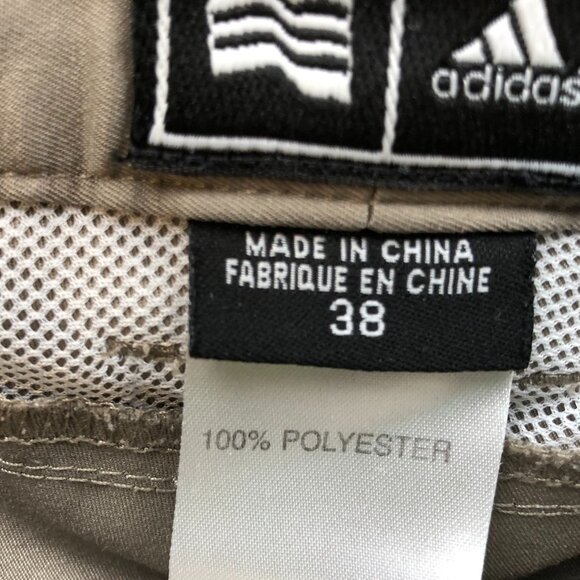 adidas
MADE IN CHINA
FABRIQUE EN CHINE
38
100% POLYESTER